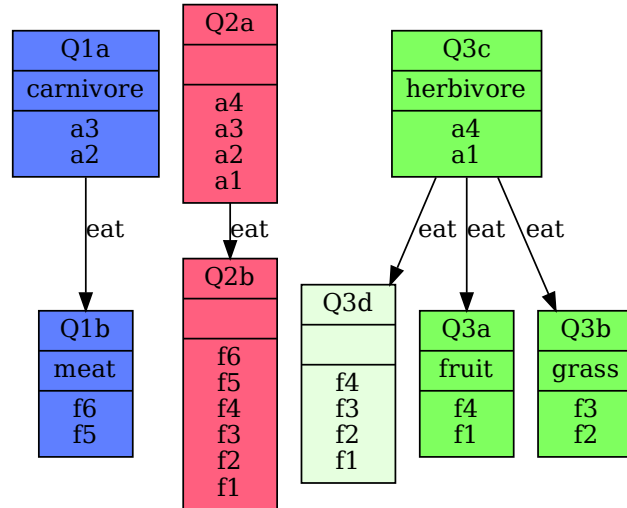 Q1a
carnivore
a3
a2
Q2a
a4
a3
a2
a1
Q3c
herbivore
a4
a1
eat
eat
eat
eat
eat
Q1b
meat
f6
f5
Q2b
f6
f5
f4
f3
f2
f1
Q3d
f4
f3
f2
f1
Q3a
fruit
f4
f1
Q3b
grass
f3
f2